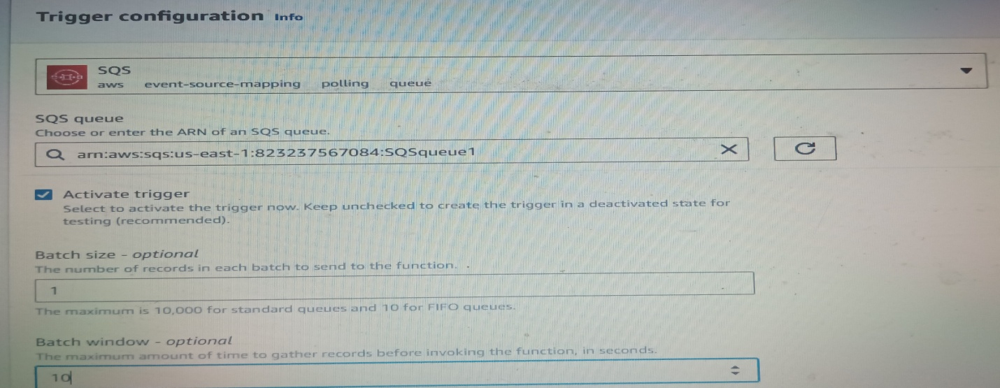 Trigger configuration Info
SQS
aws event-source-mapping polling queue
SQS queue
Choose or enter the ARN of an SQS queue.
arn:aws:sqs:us-east-1:823237567084:SQSqueue1
Activate trigger
Select to activate the trigger now. Keep unchecked to create the trigger in a deactivated state for
testing (recommended).
Batch size - optional
The number of records in each batch to send to the function.
1
The maximum is 10,000 for standard queues and 10 for FIFO queues.
Batch window - optional
The maximum amount of time to gather records before invoking the function, in seconds.
10